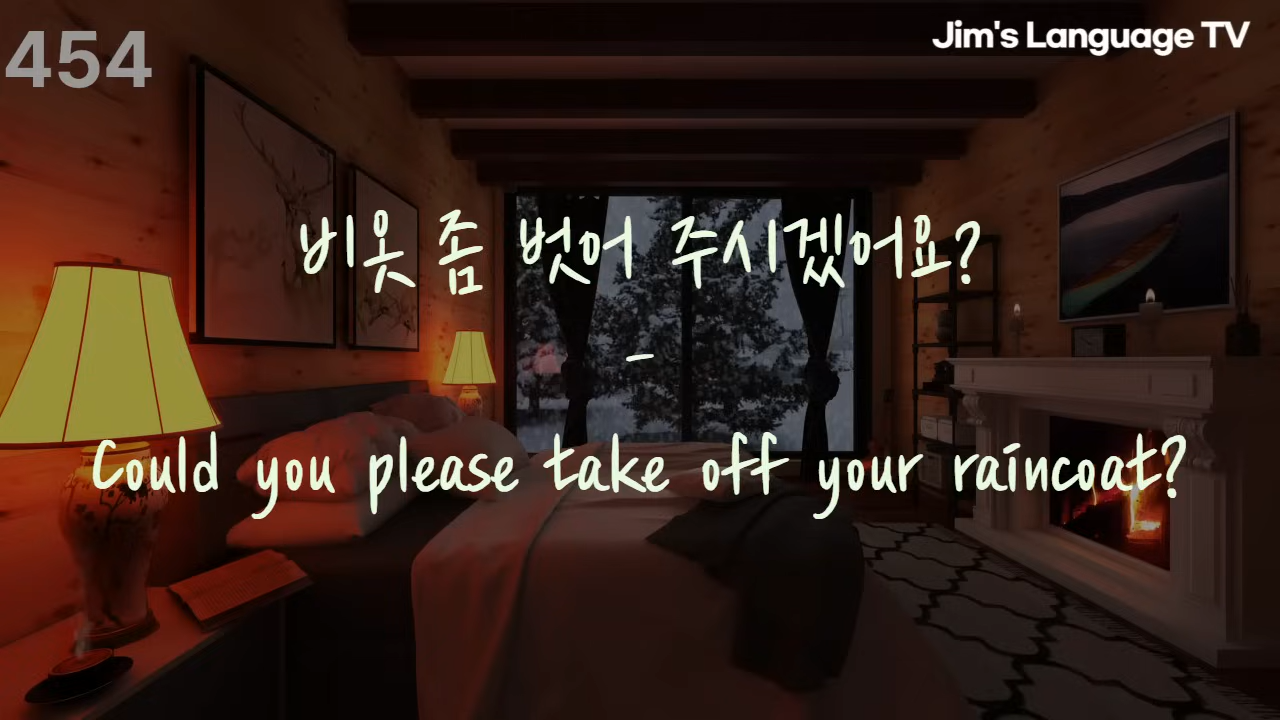 454
Jim's Language TV
비옷 좀 벗어 주시겠어요?
-
Could you please take off your raincoat?